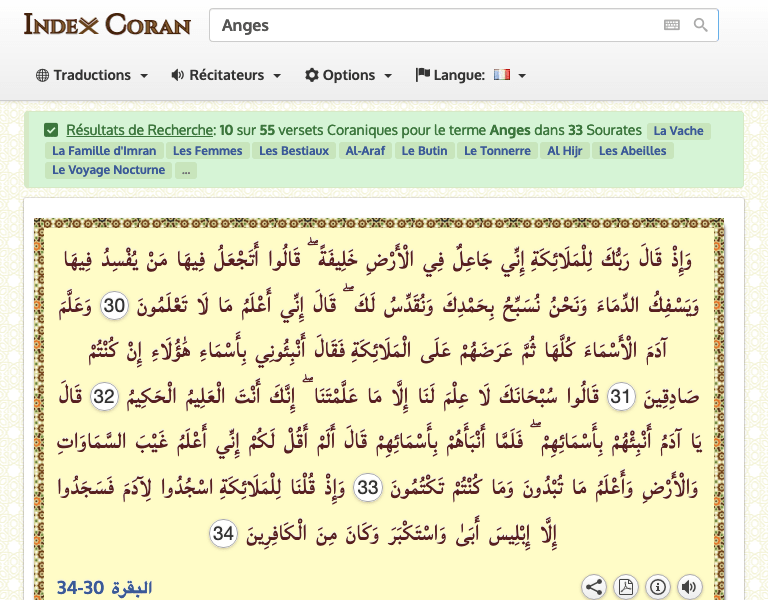 INDEX CORAN
Anges
Traductions
Récitateurs
Options
Langue:
Résultats de Recherche: 10 sur 55 versets Coraniques pour le terme Anges dans 33 Sourates La Vache
La Famille d'Imran Les Femmes Les Bestiaux Al-Araf Le Butin Le Tonnerre Al Hijr Les Abeilles
Le Voyage Nocturne ...
وَإِذْ قَالَ رَبُّكَ لِلْمَلَائِكَةِ إِنِّي جَاعِلٌ فِي الْأَرْضِ خَلِيفَةً ۖ قَالُوا أَتَجْعَلُ فِيهَا مَنْ يُفْسِدُ فِيهَا
وَيَسْفِكُ الدِّمَاءَ وَنَحْنُ نُسَبِّحُ بِحَمْدِكَ وَنُقَدِّسُ لَكَ ۖ قَالَ إِنِّي أَعْلَمُ مَا لَا تَعْلَمُونَ 30 وَعَلَّمَ
آدَمَ الْأَسْمَاءَ كُلَّهَا ثُمَّ عَرَضَهُمْ عَلَى الْمَلَائِكَةِ فَقَالَ أَنْبِئُونِي بِأَسْمَاءِ هَٰؤُلَاءِ إِنْ كُنْتُمْ
صَادِقِينَ 31 قَالُوا سُبْحَانَكَ لَا عِلْمَ لَنَا إِلَّا مَا عَلَّمْتَنَا ۖ إِنَّكَ أَنْتَ الْعَلِيمُ الْحَكِيمُ 32 قَالَ
يَا آدَمُ أَنْبِئْهُمْ بِأَسْمَائِهِمْ ۖ فَلَمَّا أَنْبَأَهُمْ بِأَسْمَائِهِمْ قَالَ أَلَمْ أَقُلْ لَكُمْ إِنِّي أَعْلَمُ غَيْبَ السَّمَاوَاتِ
وَالْأَرْضِ وَأَعْلَمُ مَا تُبْدُونَ وَمَا كُنْتُمْ تَكْتُمُونَ 33 وَإِذْ قُلْنَا لِلْمَلَائِكَةِ اسْجُدُوا لِآدَمَ فَسَجَدُوا
إِلَّا إِبْلِيسَ أَبَىٰ وَاسْتَكْبَرَ وَكَانَ مِنَ الْكَافِرِينَ 34
البقرة 30-34